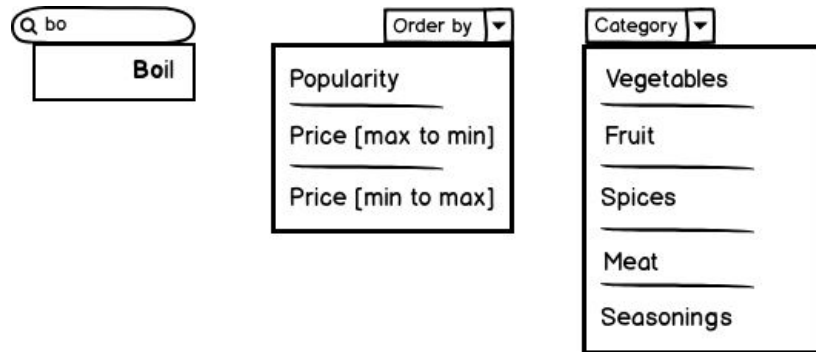 bo
Boil
Order by
Popularity
Price [max to min]
Price [min to max]
Category
Vegetables
Fruit
Spices
Meat
Seasonings